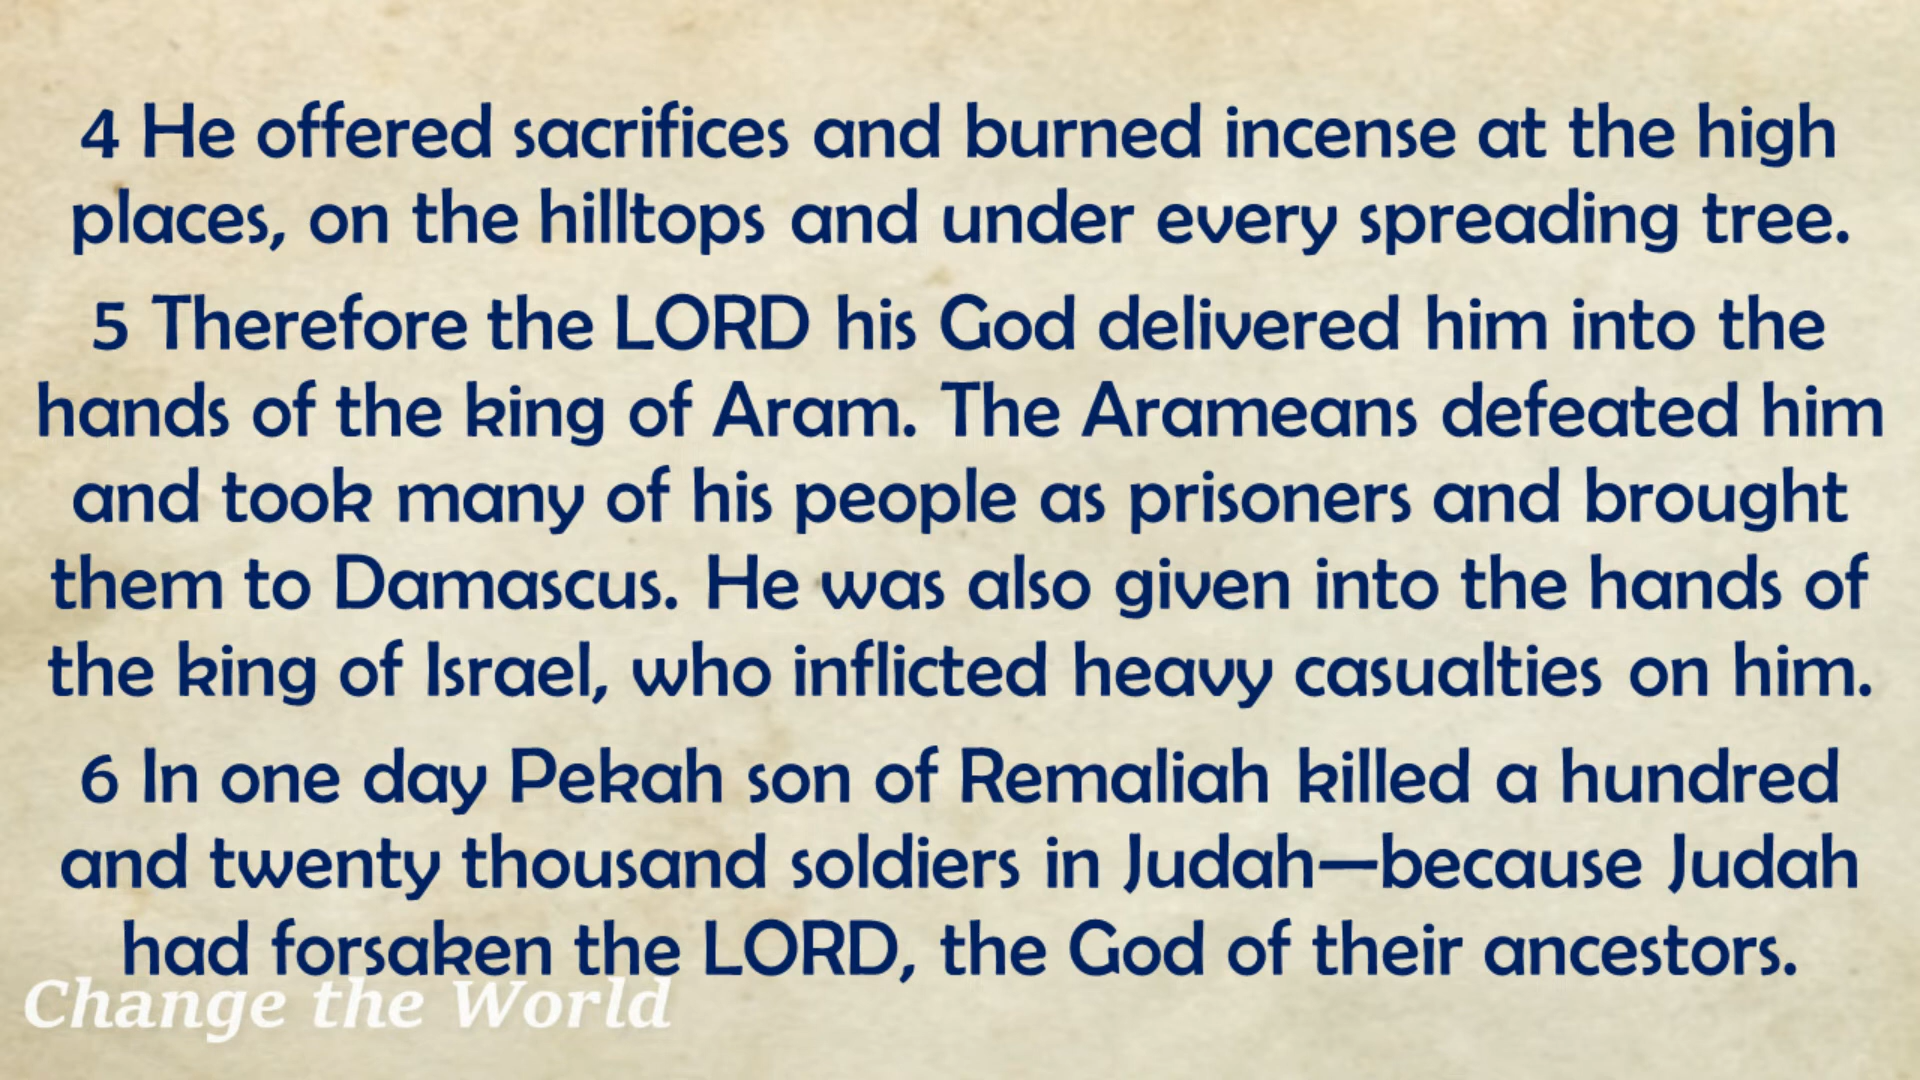 4 He offered sacrifices and burned incense at the high
places, on the hilltops and under every spreading tree.
5 Therefore the LORD his God delivered him into the
hands of the king of Aram. The Arameans defeated him
and took many of his people as prisoners and brought
them to Damascus. He was also given into the hands of
the king of Israel, who inflicted heavy casualties on him.
6 In one day Pekah son of Remaliah killed a hundred
and twenty thousand soldiers in Judah—because Judah
had forsaken the LORD, the God of their ancestors.
Change the World